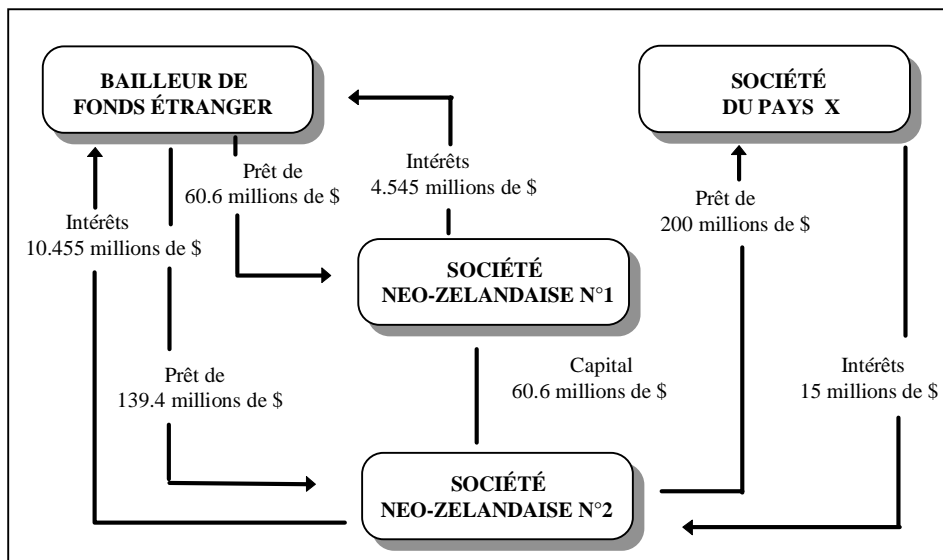 BAILLEUR DE
FONDS ÉTRANGER
SOCIÉTÉ
DU PAYS X
Prêt de
60.6 millions de $
Intérêts
4.545 millions de $
Prêt de
200 millions de $
Intérêts
10.455 millions de $
SOCIÉTÉ
NEO-ZELANDAISE N°1
Prêt de
139.4 millions de $
Capital
60.6 millions de $
Intérêts
15 millions de $
SOCIÉTÉ
NEO-ZELANDAISE N°2